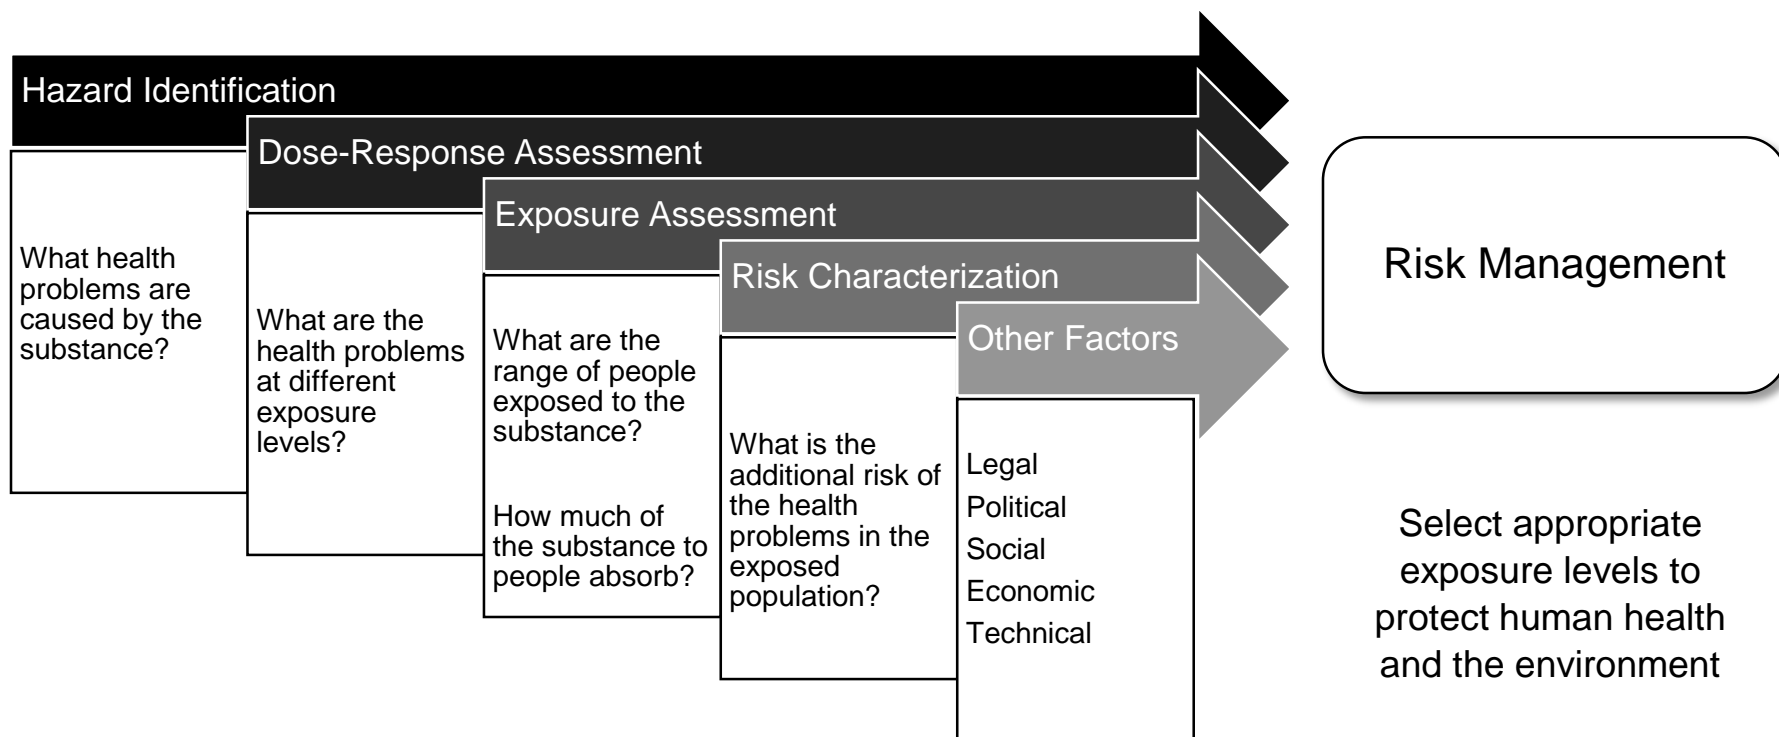 Hazard Identification
What health
problems are
caused by the
substance?
Dose-Response Assessment
What are the
health problems
at different
exposure
levels?
Exposure Assessment
What are the
range of people
exposed to the
substance?
How much of
the substance to
people absorb?
Risk Characterization
What is the
additional risk of
the health
problems in the
exposed
population?
Other Factors
Legal
Political
Social
Economic
Technical
Risk Management
Select appropriate
exposure levels to
protect human health
and the environment